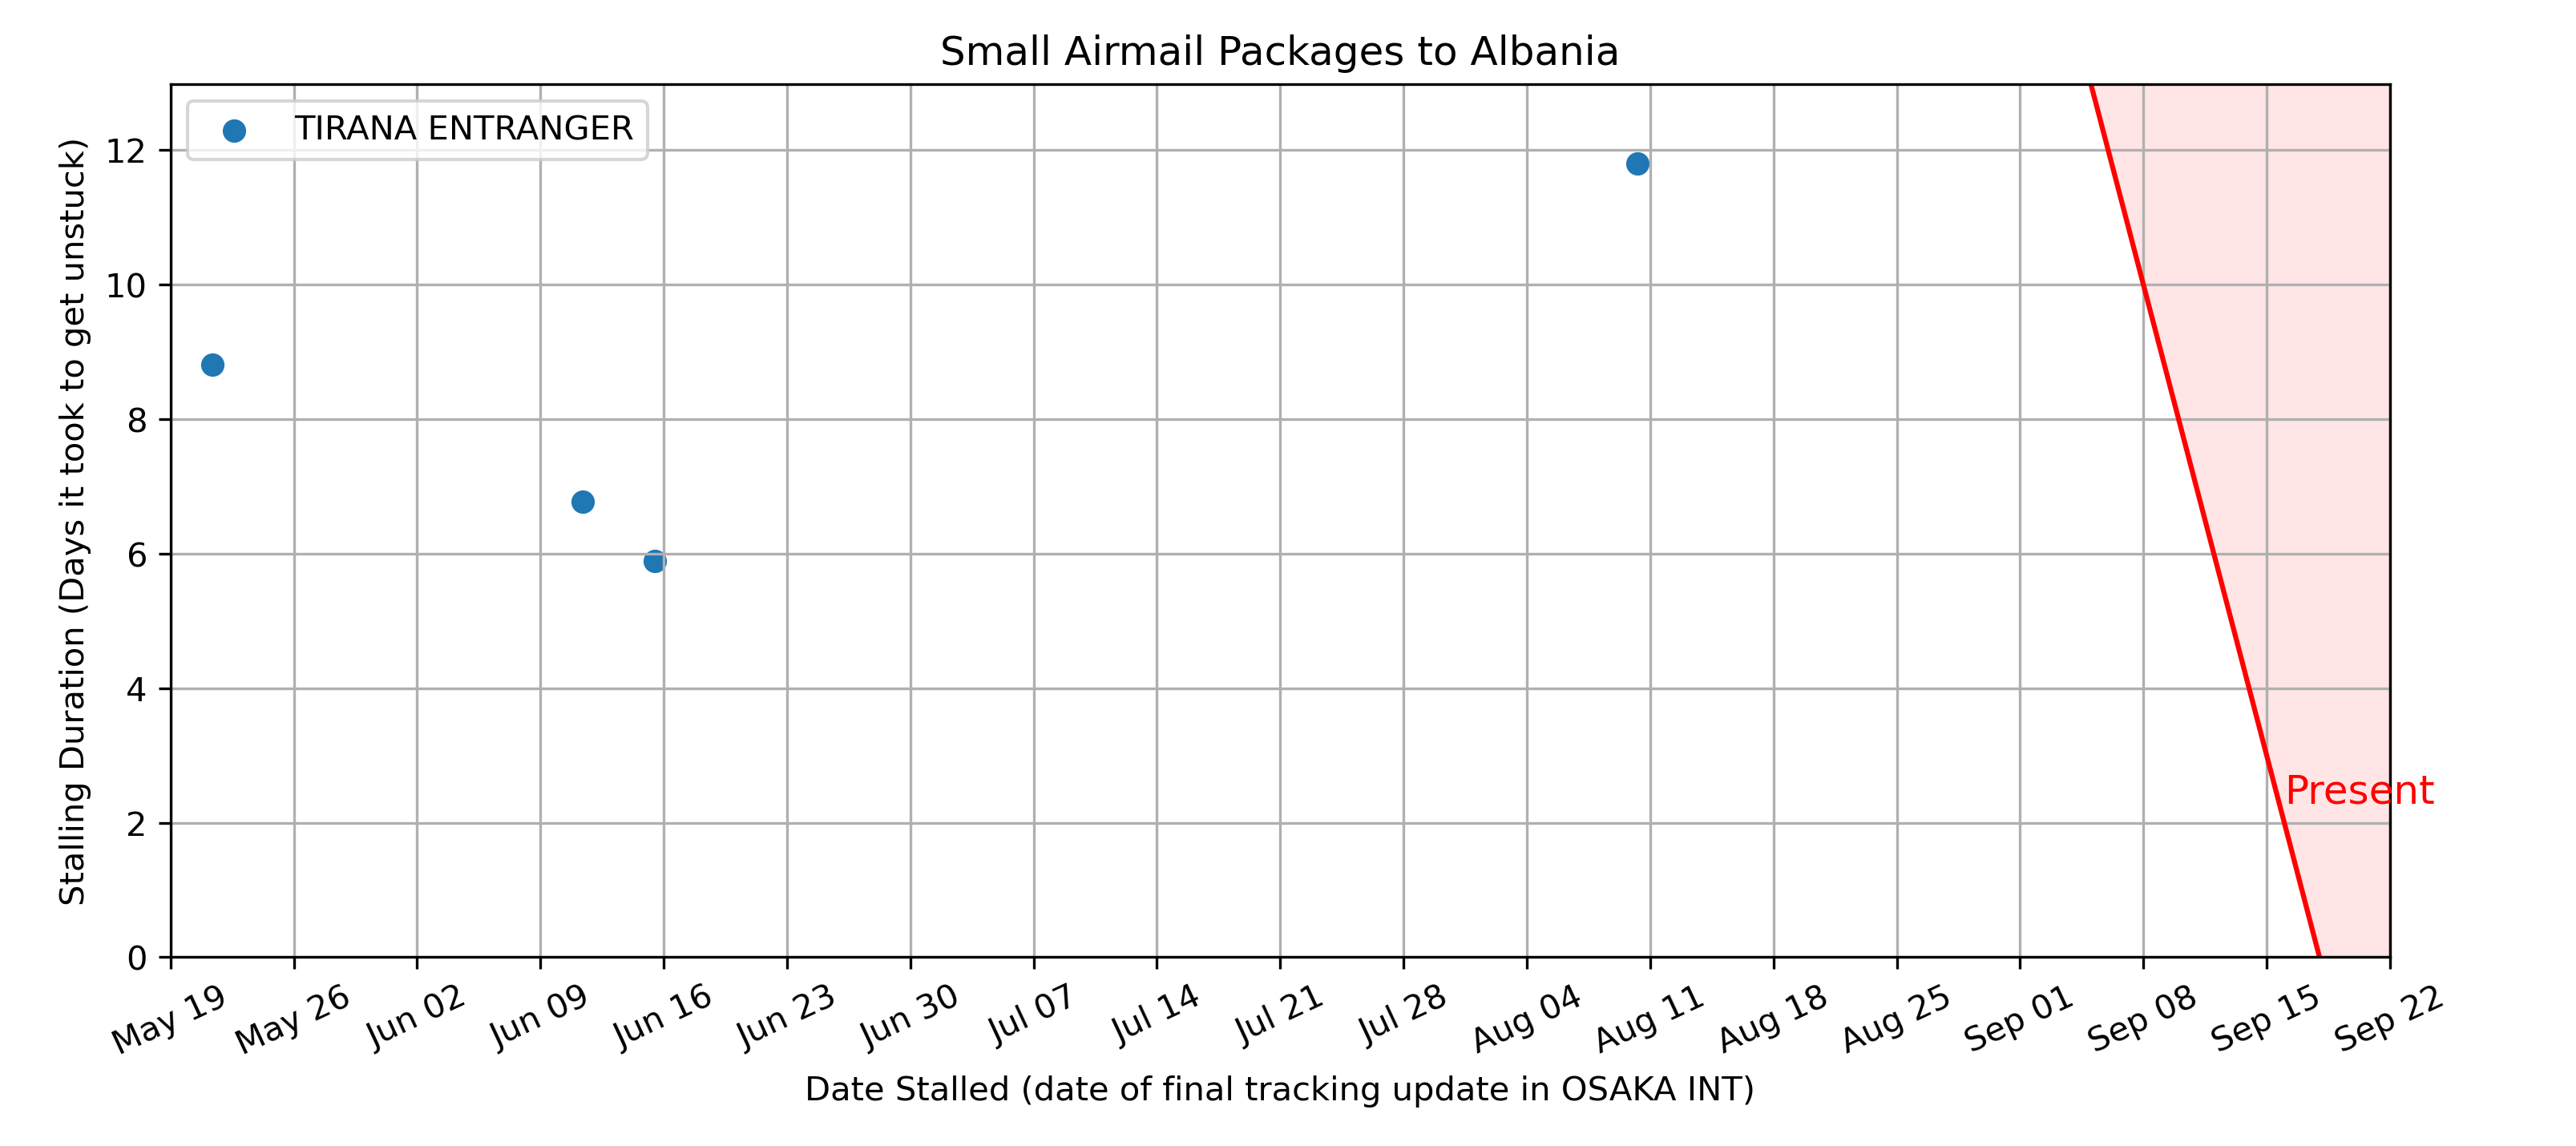 Small Airmail Packages to Albania
TIRANA ENTRANGER
Stalling Duration (Days it took to get unstuck)
12
10
8
6
4
2
0
Present
May 19
May 26
Jun 02
Jun 09
Jun 16
Jun 23
Jun 30
Jul 07
Jul 14
Jul 21
Jul 28
Aug 04
Aug 11
Aug 18
Aug 25
Sep 01
Sep 08
Sep 15
Sep 22
Date Stalled (date of final tracking update in OSAKA INT)